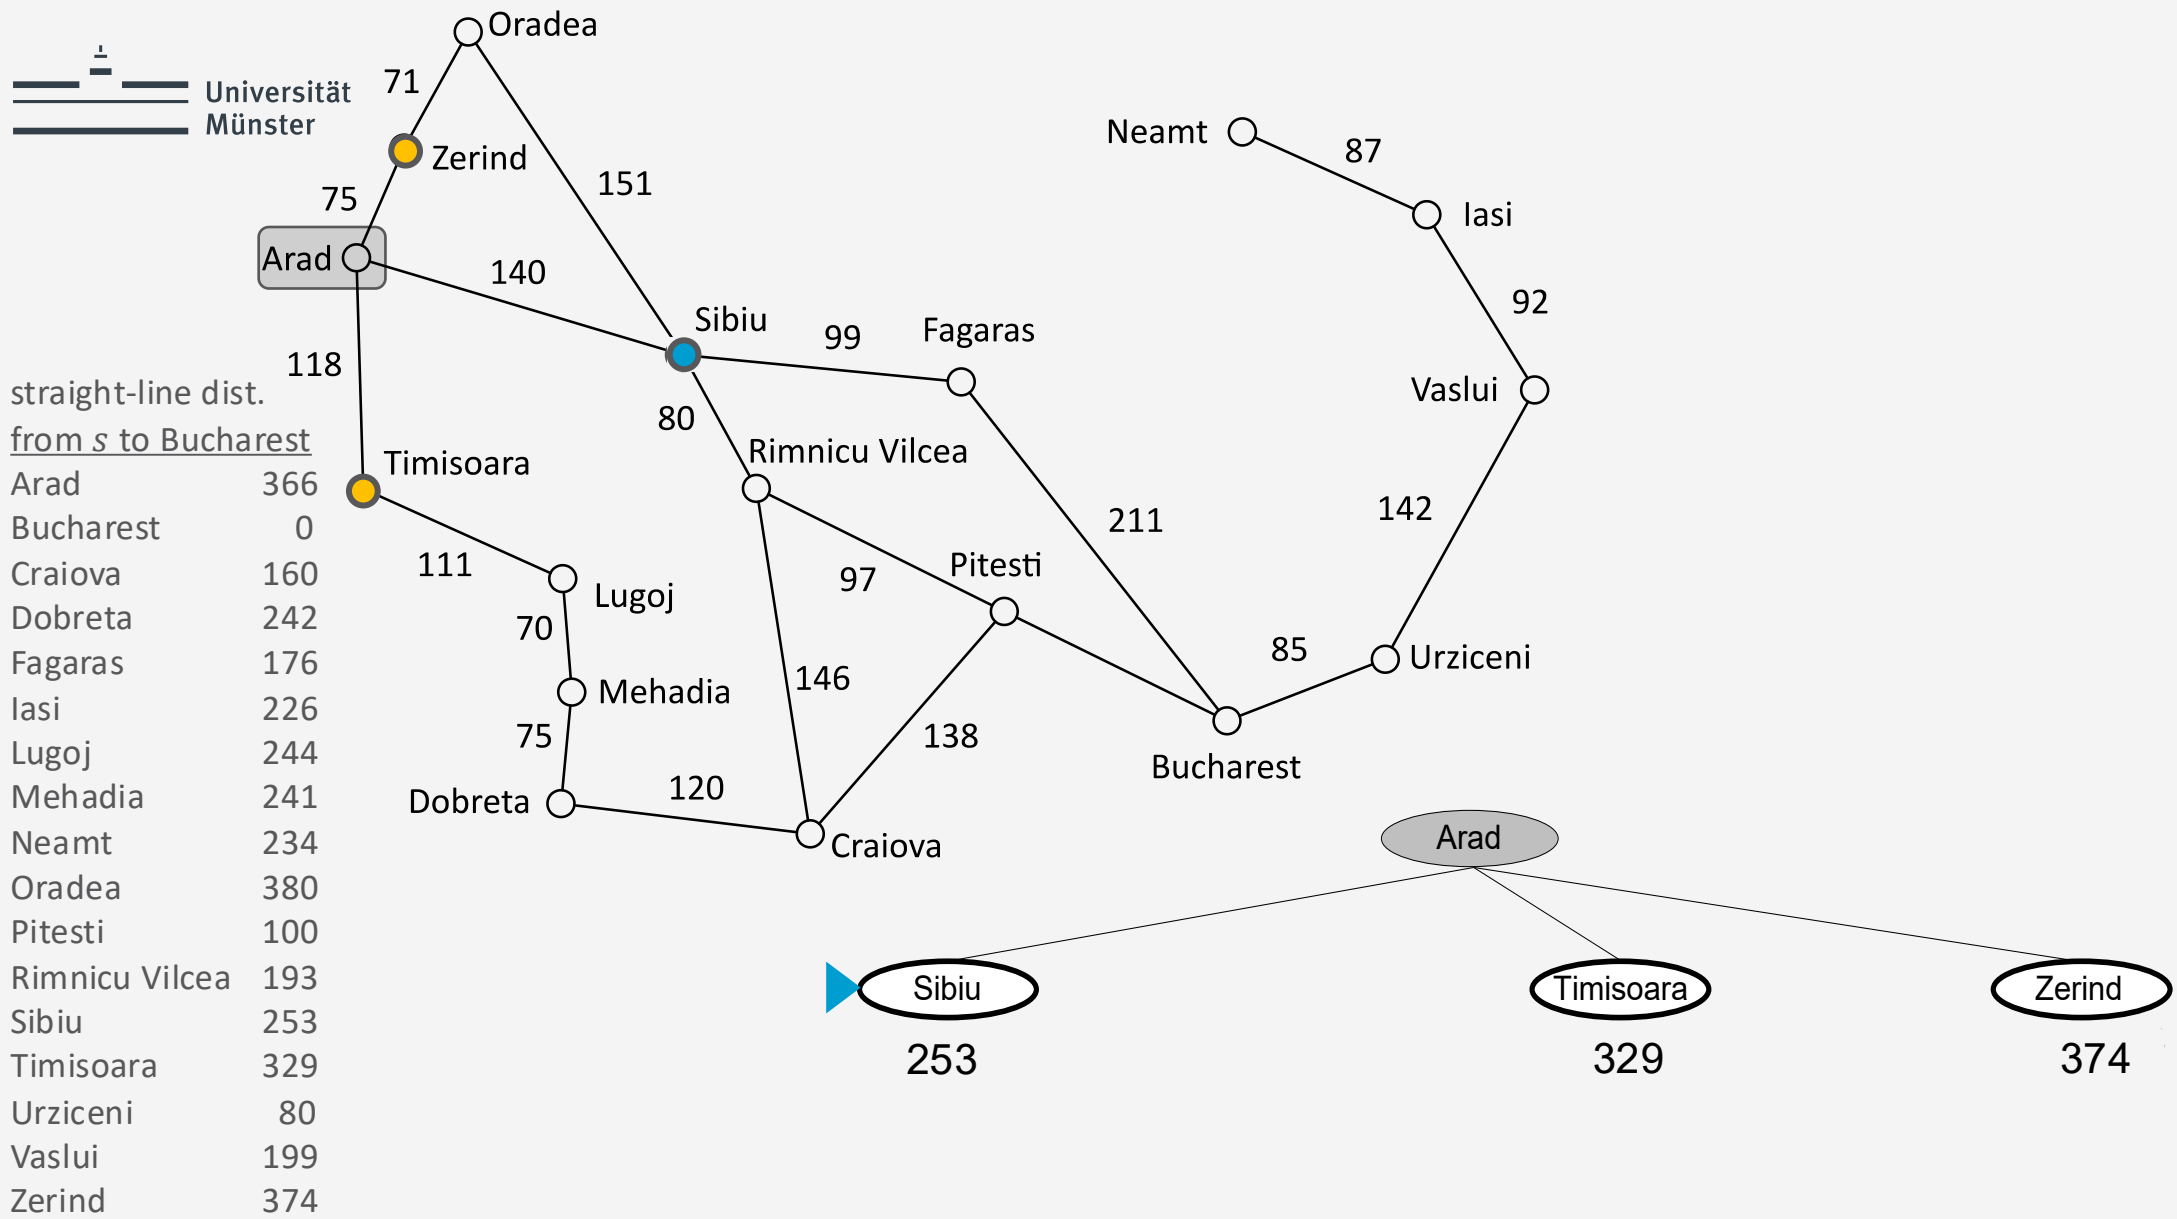 Universität
Münster
Oradea
71
Zerind
151
75
Arad
140
Neamt
87
Iasi
92
Sibiu
99
Fagaras
118
80
Vaslui
Rimnicu Vilcea
Timisoara
142
211
111
Lugoj
97
Pitesti
70
85
Urziceni
Mehadia
146
75
138
Bucharest
Dobreta
120
Craiova
straight-line dist.
from s to Bucharest
Arad 366
Bucharest 0
Craiova 160
Dobreta 242
Fagaras 176
Iasi 226
Lugoj 244
Mehadia 241
Neamt 234
Oradea 380
Pitesti 100
Rimnicu Vilcea 193
Sibiu 253
Timisoara 329
Urziceni 80
Vaslui 199
Zerind 374
Arad
Sibiu
Timisoara
Zerind
253
329
374